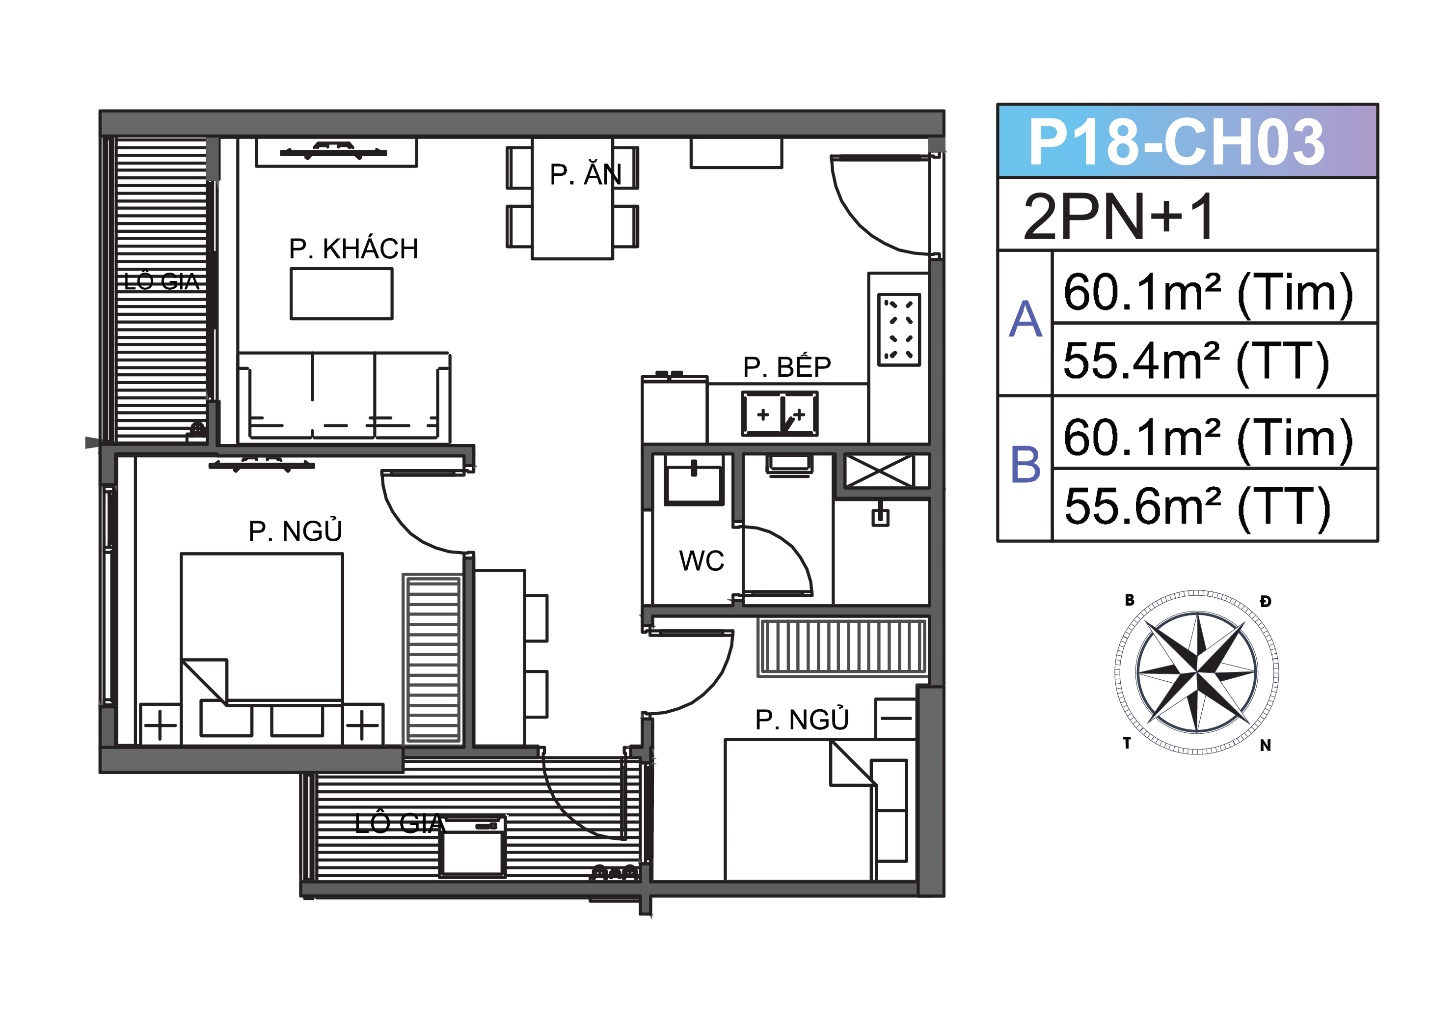 P18-CH03
2PN+1
A
60.1m² (Tim)
55.4m² (TT)
B
60.1m² (Tim)
55.6m² (TT)
P. ĂN
P. KHÁCH
LÔ GIA
P. BẾP
P. NGỦ
WC
P. NGỦ
LÔ GIA
B
Đ
T
N